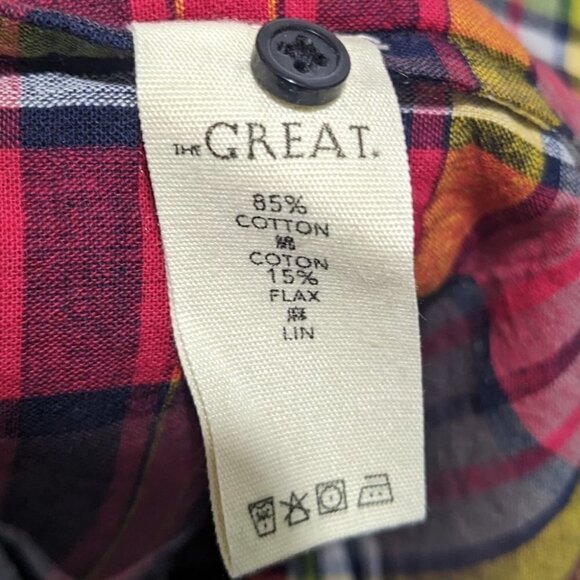 THE GREAT.
85%
COTTON
綿
COTON
15%
FLAX
麻
LIN